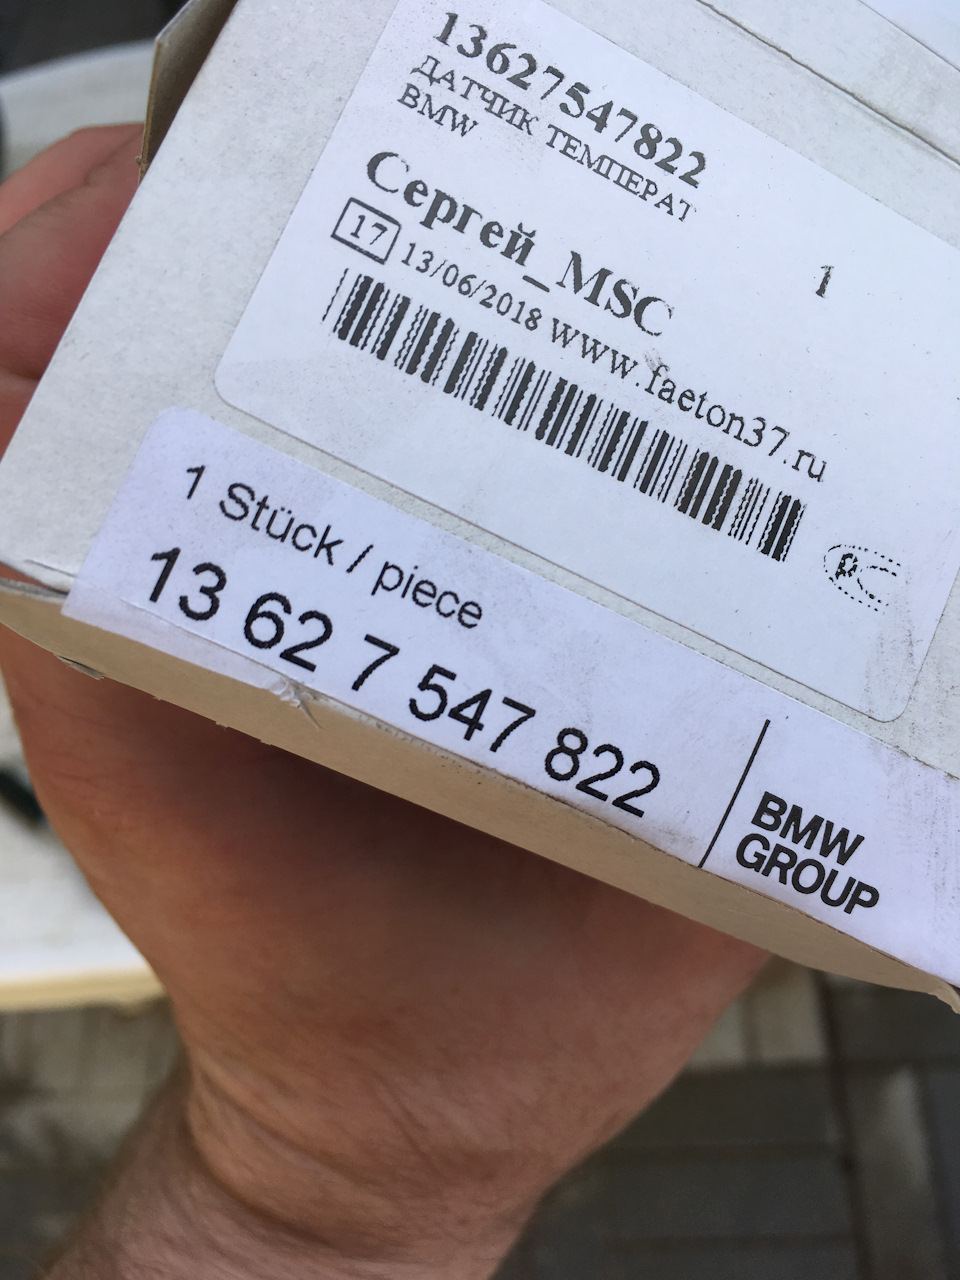 13627547822
ДАТЧИК ТЕМПЕРАТ
BMW
1
Сергей_MSC
17 13/06/2018 www.faeton37.ru
1 Stück / piece
13 62 7 547 822
BMW
GROUP